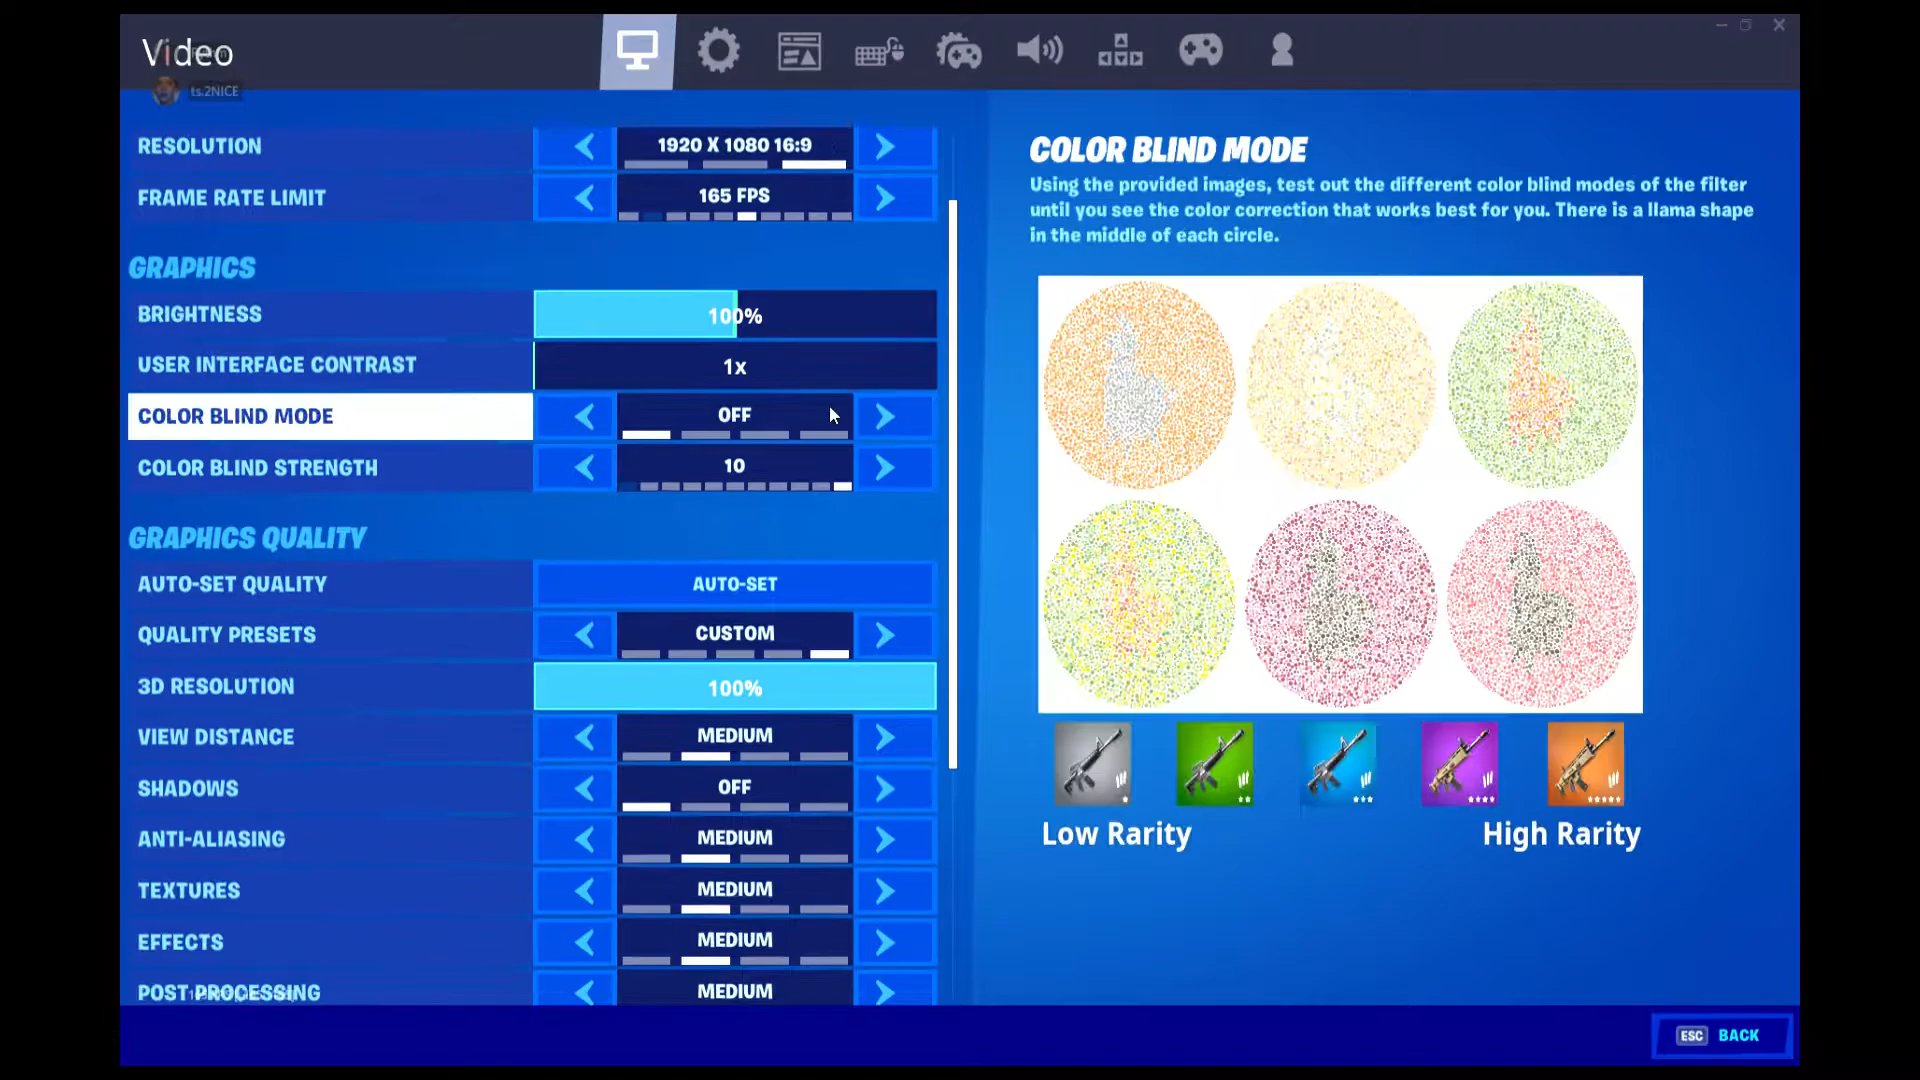 Video
ts.2NICE
RESOLUTION
1920 X 1080 16:9
FRAME RATE LIMIT
165 FPS
GRAPHICS
BRIGHTNESS
100%
USER INTERFACE CONTRAST
1x
COLOR BLIND MODE
OFF
COLOR BLIND STRENGTH
10
GRAPHICS QUALITY
AUTO-SET QUALITY
AUTO-SET
QUALITY PRESETS
CUSTOM
3D RESOLUTION
100%
VIEW DISTANCE
MEDIUM
SHADOWS
OFF
ANTI-ALIASING
MEDIUM
TEXTURES
MEDIUM
EFFECTS
MEDIUM
POST PROCESSING
MEDIUM
COLOR BLIND MODE
Using the provided images, test out the different color blind modes of the filter
until you see the color correction that works best for you. There is a llama shape
in the middle of each circle.
Low Rarity
High Rarity
ESC BACK